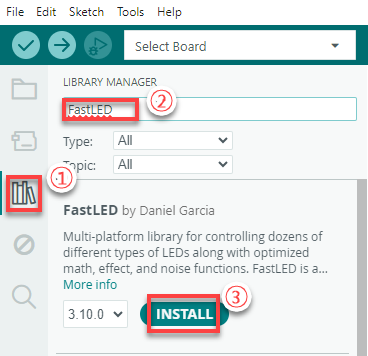 File Edit Sketch Tools Help
Select Board
LIBRARY MANAGER
FastLED
②
Type: All
Topic: All
①
FastLED by Daniel Garcia
Multi-platform library for controlling dozens of
different types of LEDs along with optimized
math, effect, and noise functions. FastLED is a...
More info
③
3.10.0 INSTALL